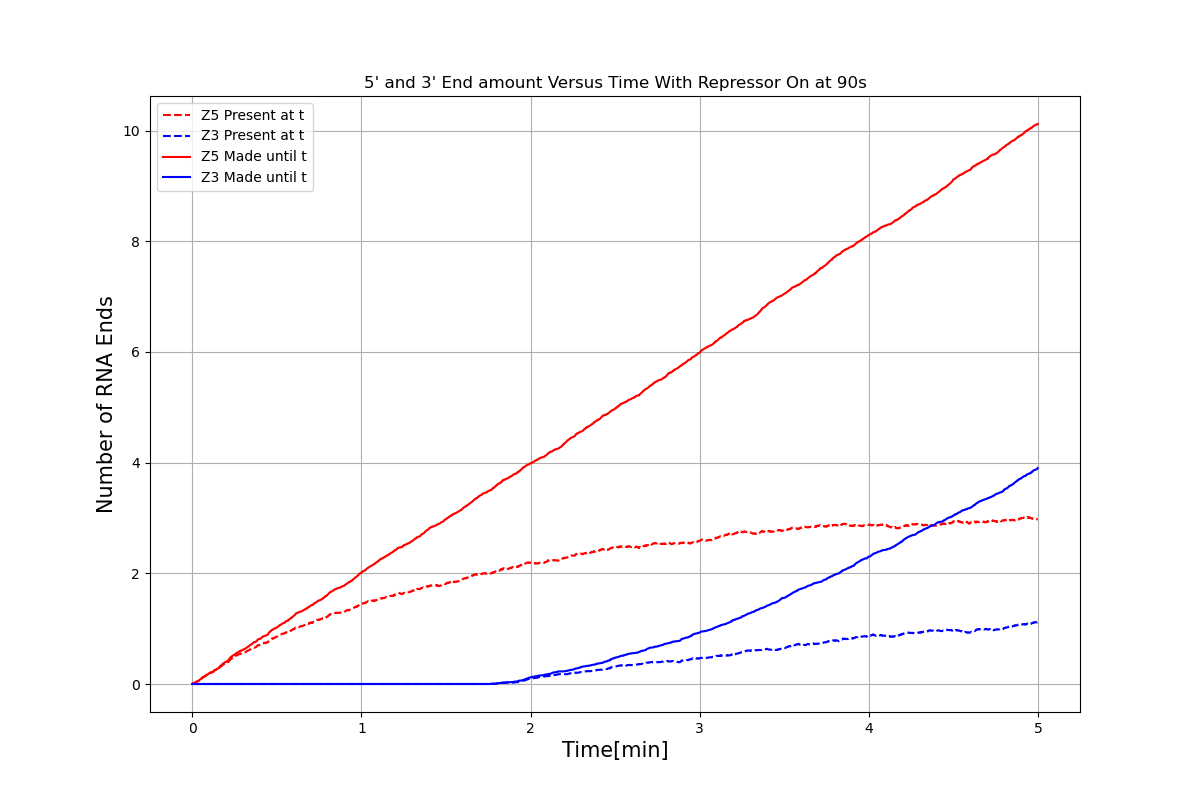 5' and 3' End amount Versus Time With Repressor On at 90s
Z5 Present at t
Z3 Present at t
Z5 Made until t
Z3 Made until t
Number of RNA Ends
10
8
6
4
2
0
0 1 2 3 4 5
Time[min]